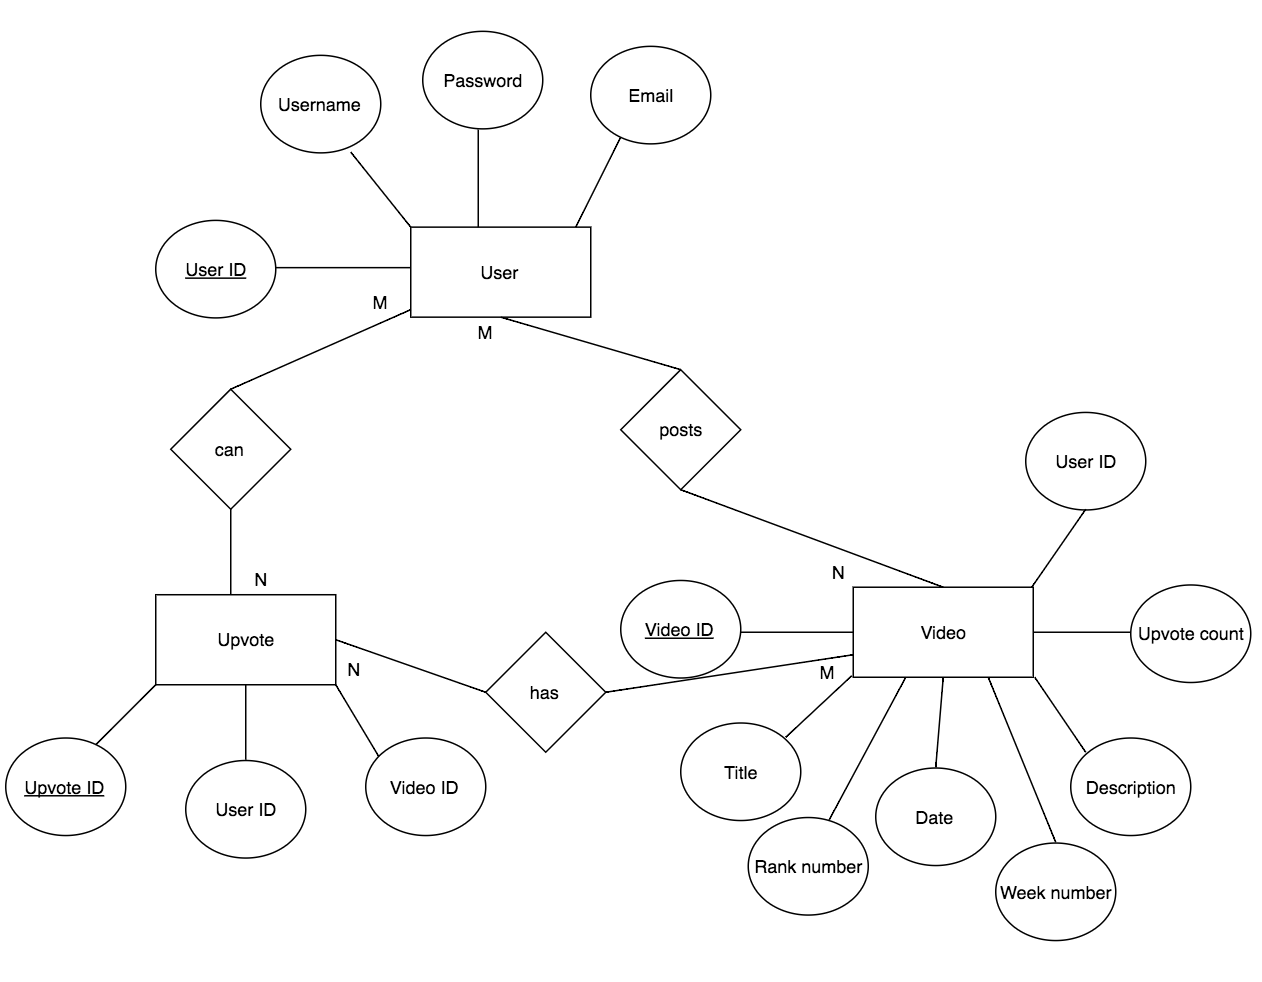 Password
Email
Username
User ID
User
M
M
can
posts
User ID
N
N
Video ID
Video
Upvote count
Upvote
N
has
M
Title
Upvote ID
User ID
Video ID
Description
Date
Rank number
Week number